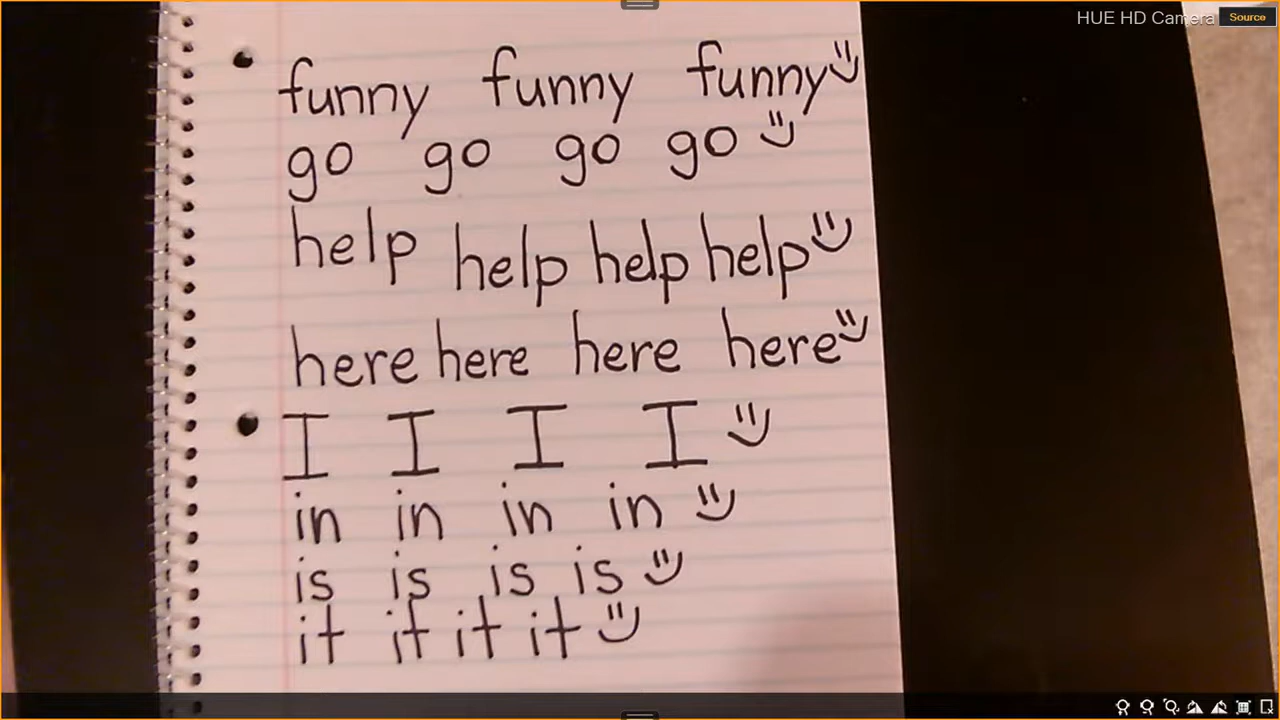 HUE HD Camera Source
funny funny funny
go go go go
help help help help
here here here here
I I I I
in in in in
is is is is
it it it it